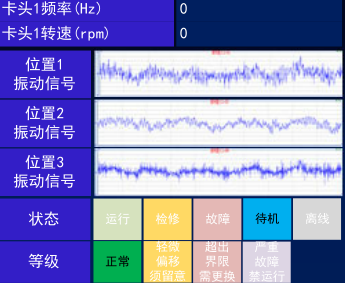 卡头1频率(Hz) 0
卡头1转速(rpm) 0
位置1
振动信号
位置2
振动信号
位置3
振动信号
状态 运行 检修 故障 待机 离线
等级 正常 轻微 偏移 须留意 超出 界限 需更换 严重 故障 禁运行